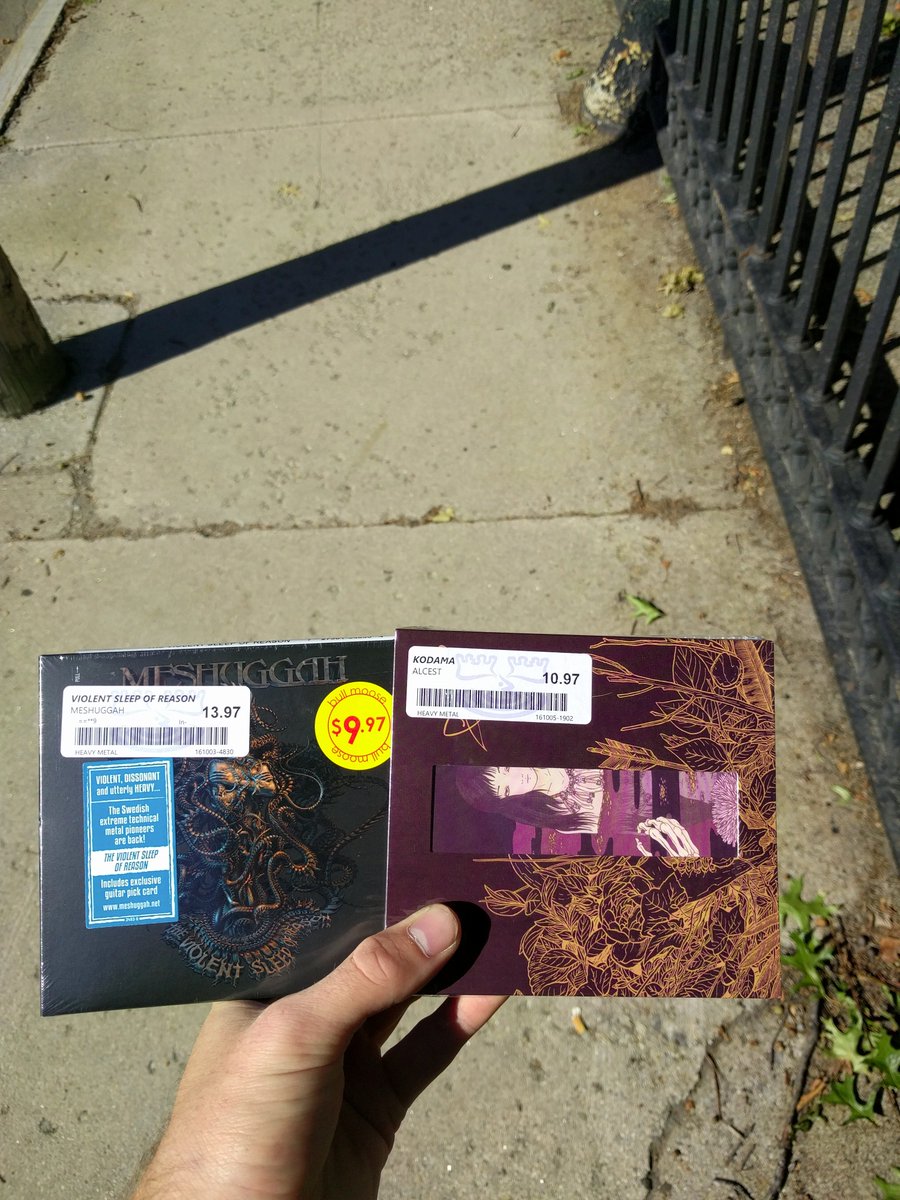 MESHUGGAH
VIOLENT SLEEP OF REASON
MESHUGGAH
13.97
HEAVY METAL
161003-4830
bull moose
$9.97
bull moose
VIOLENT, DISSONANT
and utterly HEAVY...
The Swedish
extreme technical
metal pioneers
are back!
THE VIOLENT SLEEP
OF REASON
Includes exclusive
guitar pick card
www.meshuggah.net
THE VIOLENT SLEEP
KODAMA
ALCEST
10.97
HEAVY METAL
161005-1902